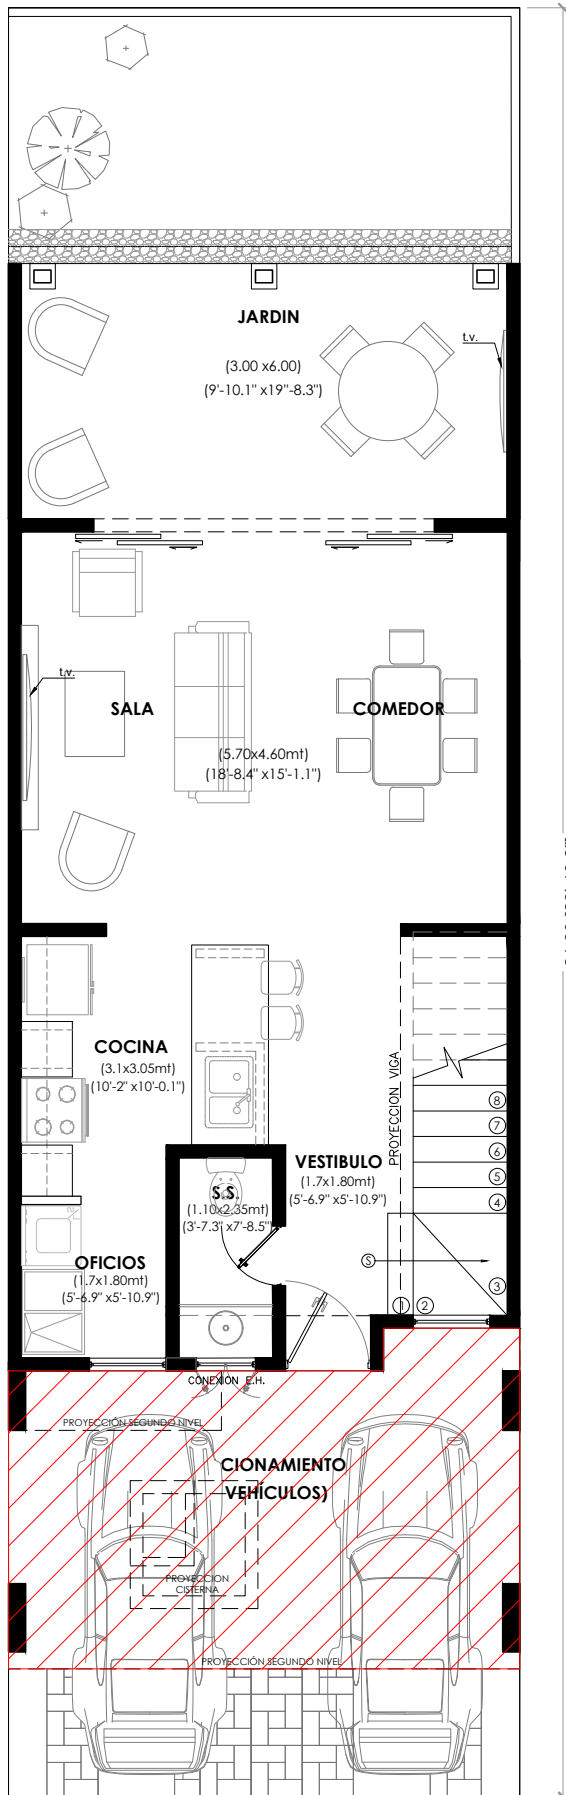 JARDIN
t.v.
(3.00 x6.00)
(9'-10.1" x19"-8.3")
t.v.
SALA
COMEDOR
(5.70x4.60mt)
(18'-8.4" x15'-1.1")
COCINA
(3.1x3.05mt)
(10'-2" x10'-0.1")
PROYECCION VIGA
8
7
6
5
4
3
S
1
2
VESTIBULO
(1.7x1.80mt)
(5'-6.9" x5'-10.9")
S.S.
(1.10x2.35mt)
(3'-7.3" x7'-8.5")
OFICIOS
(1.7x1.80mt)
(5'-6.9" x5'-10.9")
CONEXIÓN E.H.
PROYECCIÓN SEGUNDO NIVEL
CIONAMIENTO
VEHÍCULOS)
PROYECCION
CISTERNA
PROYECCIÓN SEGUNDO NIVEL